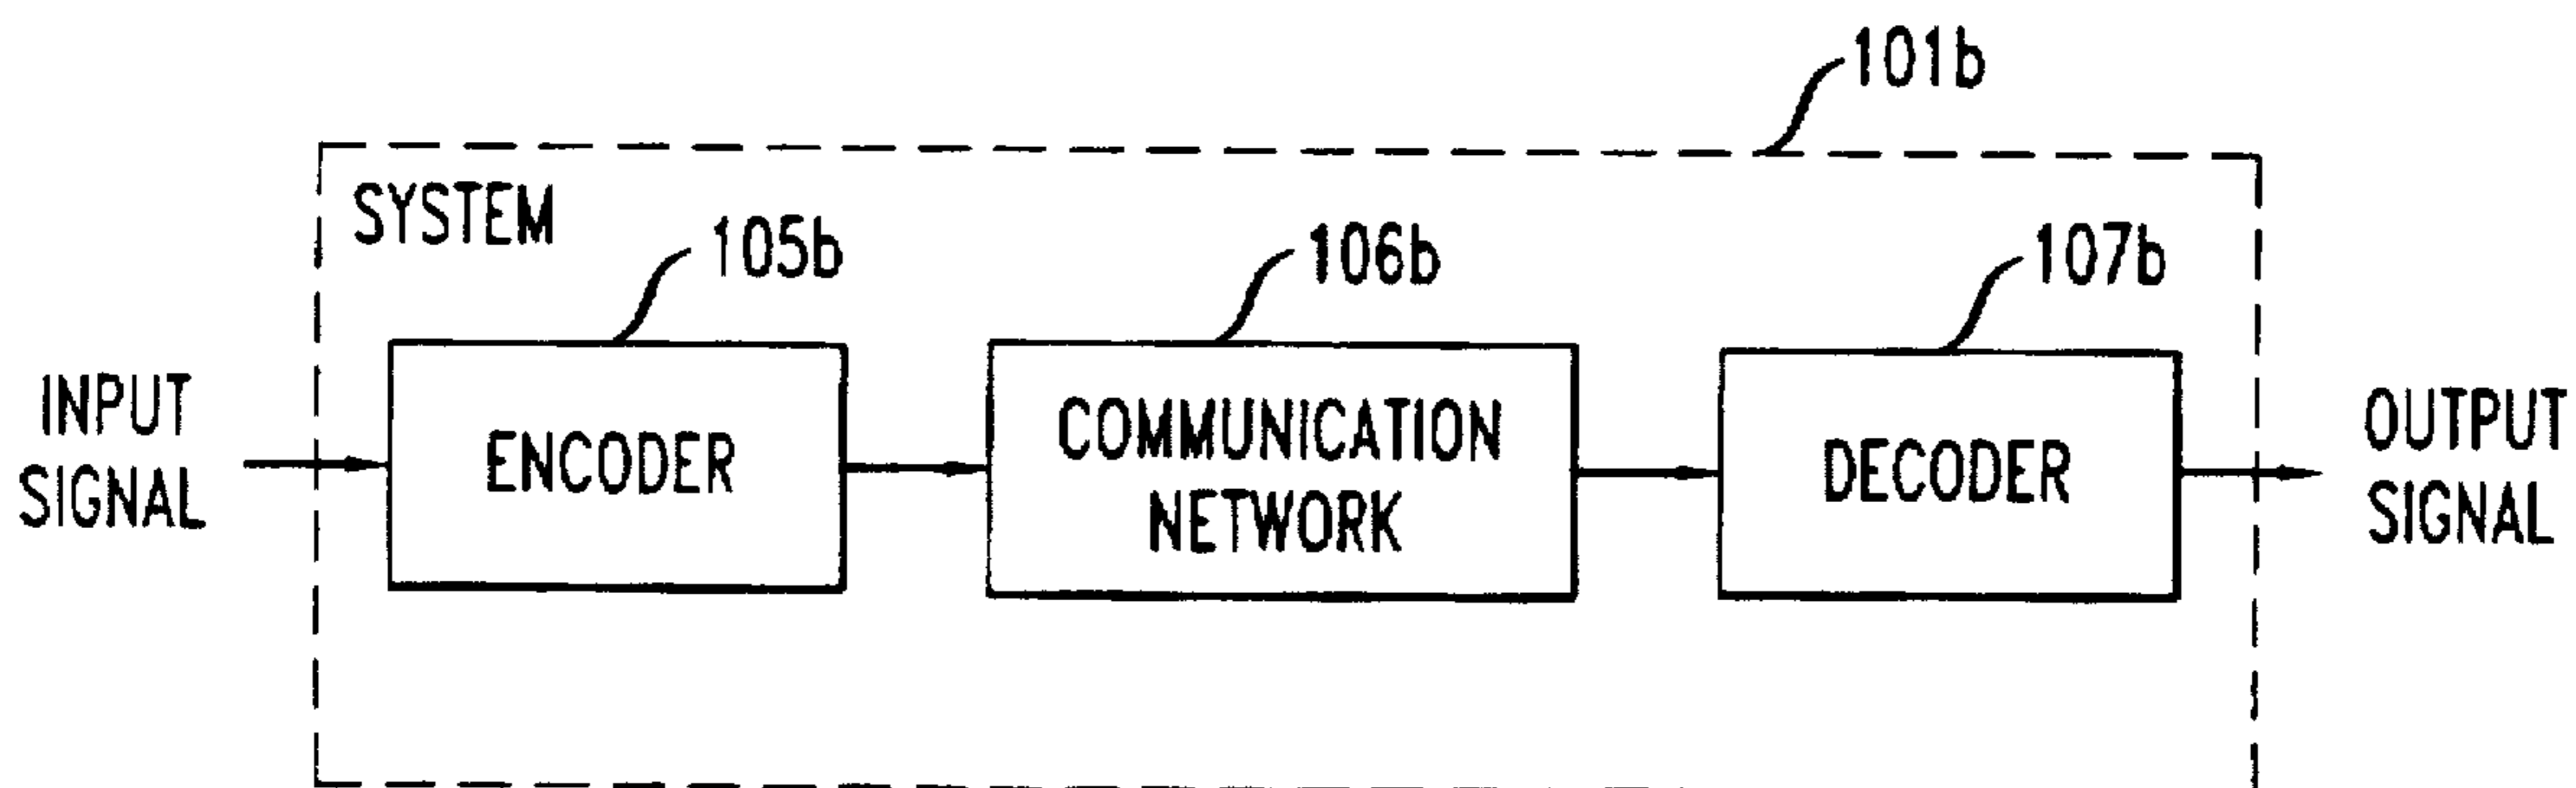 101b
SYSTEM
105b
106b
107b
INPUT
SIGNAL
ENCODER
COMMUNICATION
NETWORK
DECODER
OUTPUT
SIGNAL